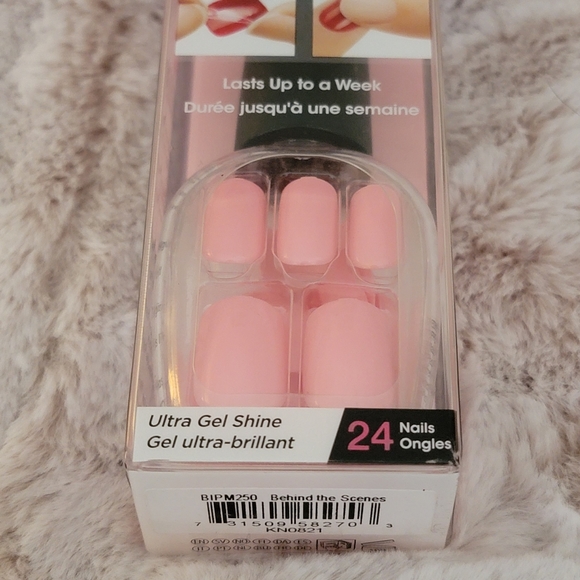 Lasts Up to a Week
Durée jusqu'à une semaine
Ultra Gel Shine
Gel ultra-brillant
24 Nails
Ongles
BIPM250 Behind the Scenes
7 31509 58270 3
KN0821